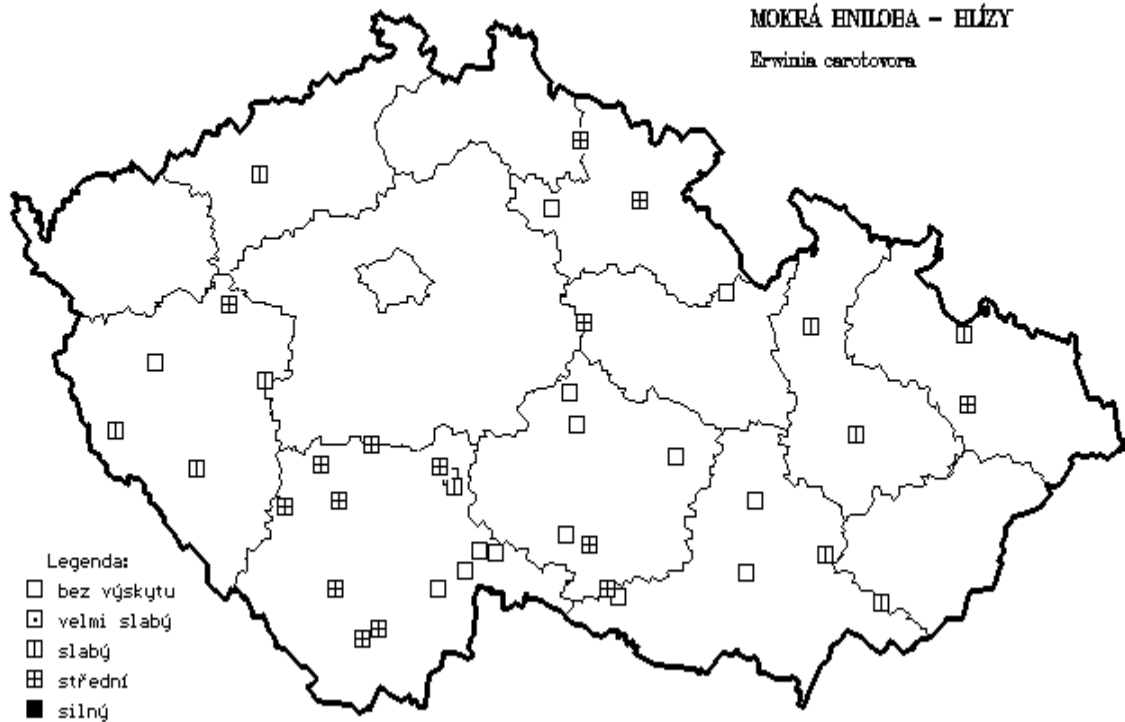 MOKRÁ HNILOBA – HLÍZY
Erwinia carotovora
Legenda:
bez výskytu
velmi slabý
slabý
střední
silný